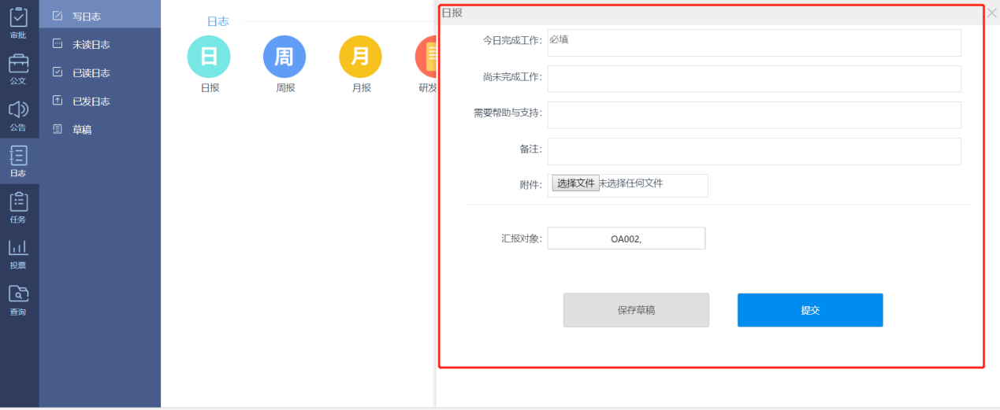 审批
公文
公告
日志
任务
投票
查询
写日志
未读日志
已读日志
已发日志
草稿
日志
日
日报
周
周报
月
月报
研发
日报
今日完成工作: 必填
尚未完成工作:
需要帮助与支持:
备注:
附件: 选择文件 未选择任何文件
汇报对象: OA002,
保存草稿
提交